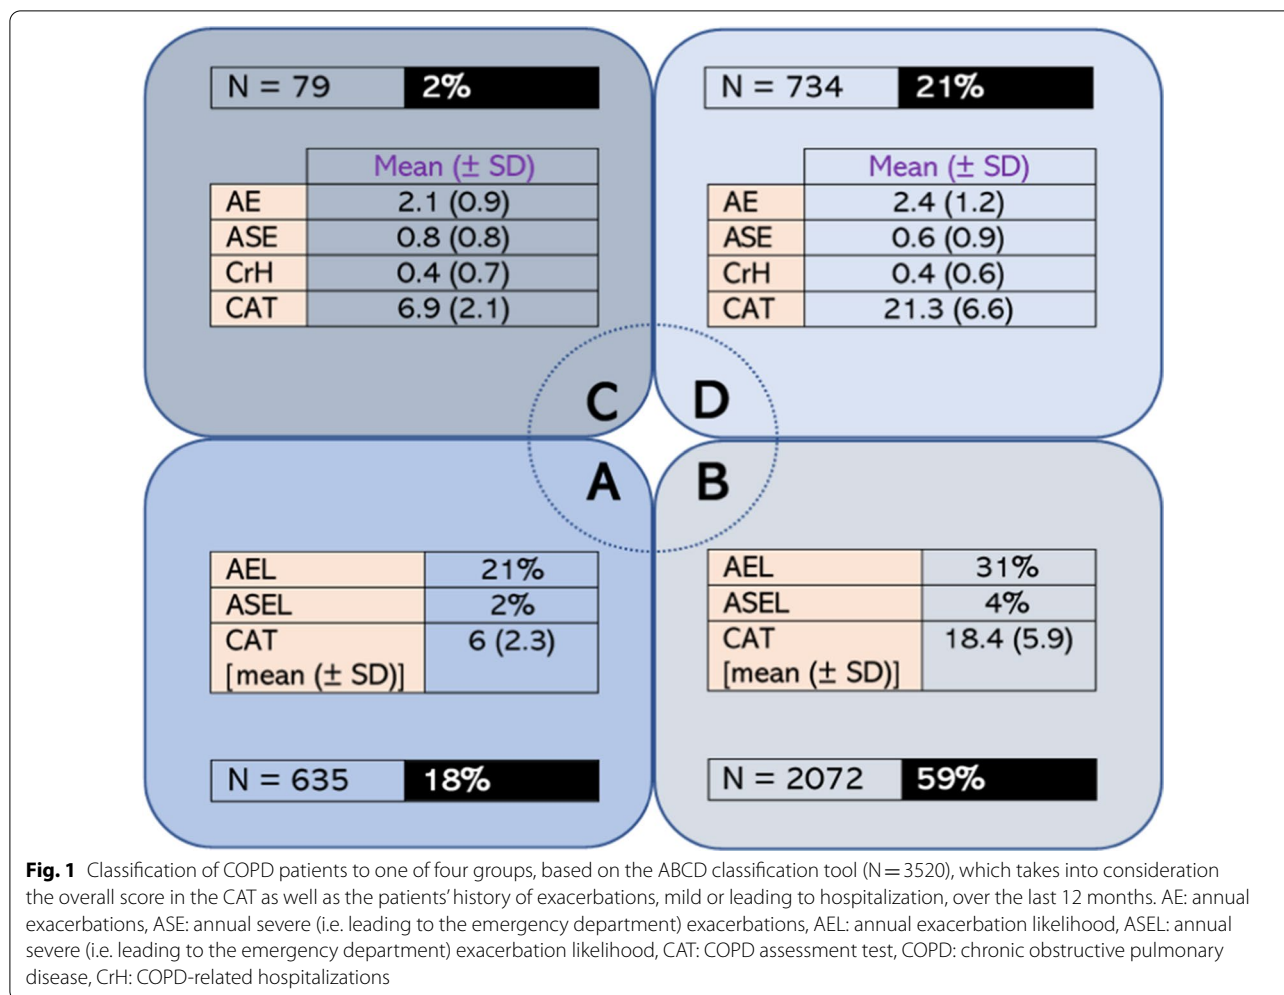 N = 79 2%
Mean (± SD)
AE 2.1 (0.9)
ASE 0.8 (0.8)
CrH 0.4 (0.7)
CAT 6.9 (2.1)
C
N = 734 21%
Mean (± SD)
AE 2.4 (1.2)
ASE 0.6 (0.9)
CrH 0.4 (0.6)
CAT 21.3 (6.6)
D
A
AEL 21%
ASEL 2%
CAT 6 (2.3)
[mean (± SD)]
N = 635 18%
B
AEL 31%
ASEL 4%
CAT 18.4 (5.9)
[mean (± SD)]
N = 2072 59%
Fig. 1 Classification of COPD patients to one of four groups, based on the ABCD classification tool (N = 3520), which takes into consideration
the overall score in the CAT as well as the patients' history of exacerbations, mild or leading to hospitalization, over the last 12 months. AE: annual
exacerbations, ASE: annual severe (i.e. leading to the emergency department) exacerbations, AEL: annual exacerbation likelihood, ASEL: annual
severe (i.e. leading to the emergency department) exacerbation likelihood, CAT: COPD assessment test, COPD: chronic obstructive pulmonary
disease, CrH: COPD-related hospitalizations